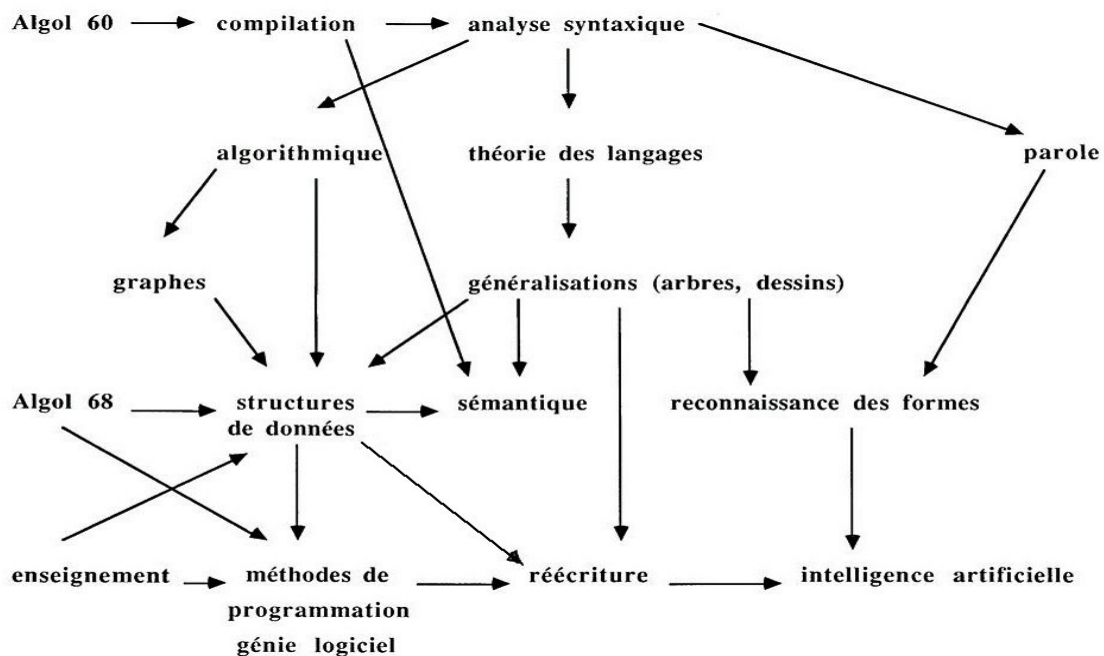 Algol 60
compilation
analyse syntaxique
algorithmique
théorie des langages
parole
graphes
généralisations (arbres, dessins)
Algol 68
structures
de données
sémantique
reconnaissance des formes
enseignement
méthodes de
programmation
génie logiciel
réécriture
intelligence artificielle